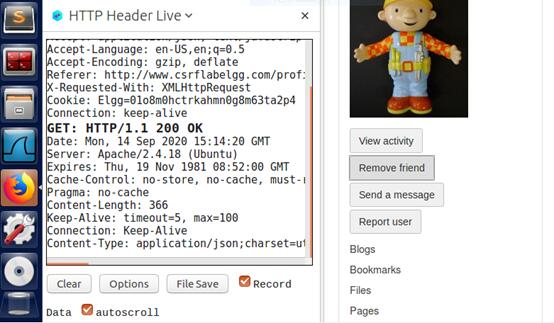 HTTP Header Live
Accept-Language: en-US,en;q=0.5
Accept-Encoding: gzip, deflate
Referer: http://www.csrflabelgg.com/profi
X-Requested-With: XMLHttpRequest
Cookie: Elgg=01o8m0hctrkahmn0g8m63ta2p4
Connection: keep-alive
GET: HTTP/1.1 200 OK
Date: Mon, 14 Sep 2020 15:14:20 GMT
Server: Apache/2.4.18 (Ubuntu)
Expires: Thu, 19 Nov 1981 08:52:00 GMT
Cache-Control: no-store, no-cache, must-r
Pragma: no-cache
Content-Length: 366
Keep-Alive: timeout=5, max=100
Connection: Keep-Alive
Content-Type: application/json;charset=ut
Clear
Options
File Save
Record
Data
autoscroll
View activity
Remove friend
Send a message
Report user
Blogs
Bookmarks
Files
Pages